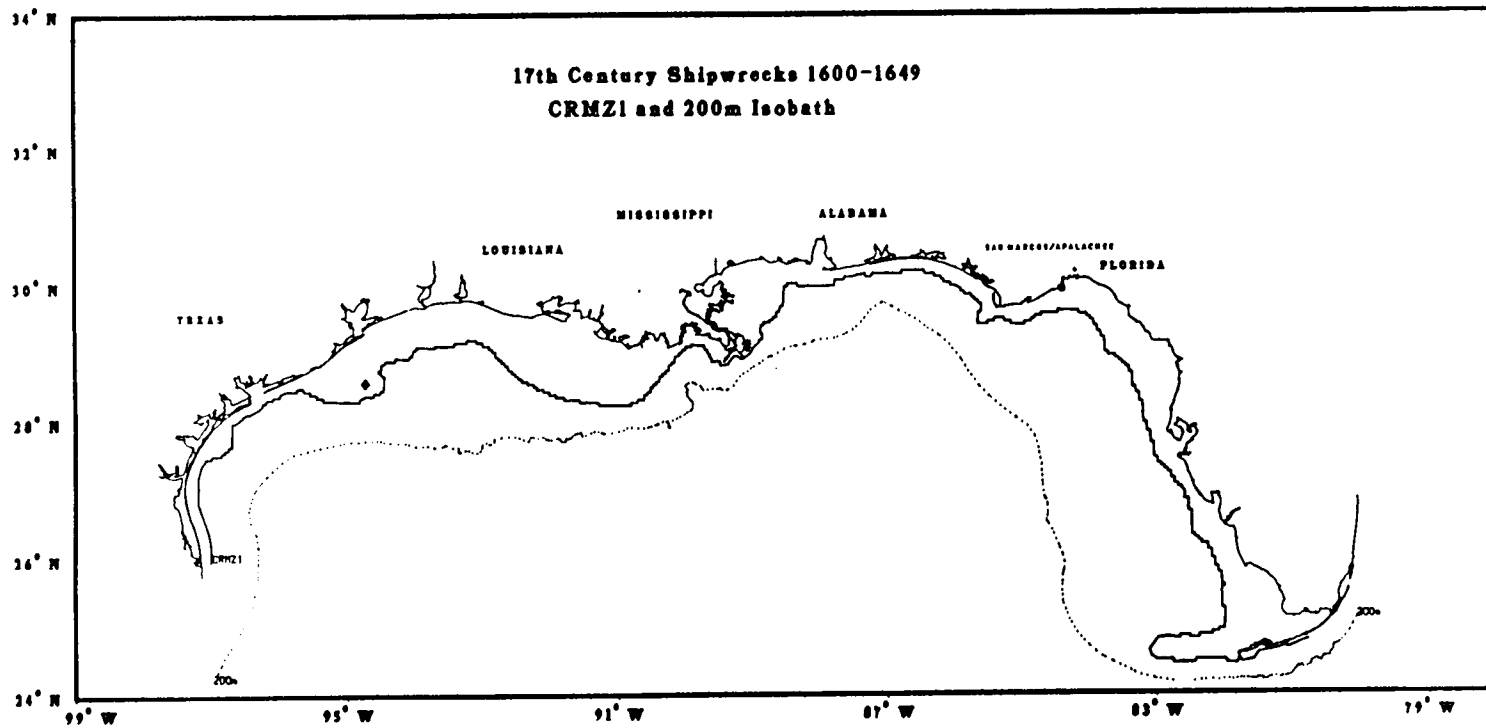 34° N
17th Century Shipwrecks 1600-1649
CRMZ1 and 200m Isobath
32° N
MISSISSIPPI ALABAMA
LOUISIANA SAN MARCOS/APALACHEE
FLORIDA
30° N
TEXAS
28° N
26° N
CRMZ1
200m
200m
24° N
99° W 95° W 91° W 87° W 83° W 79° W